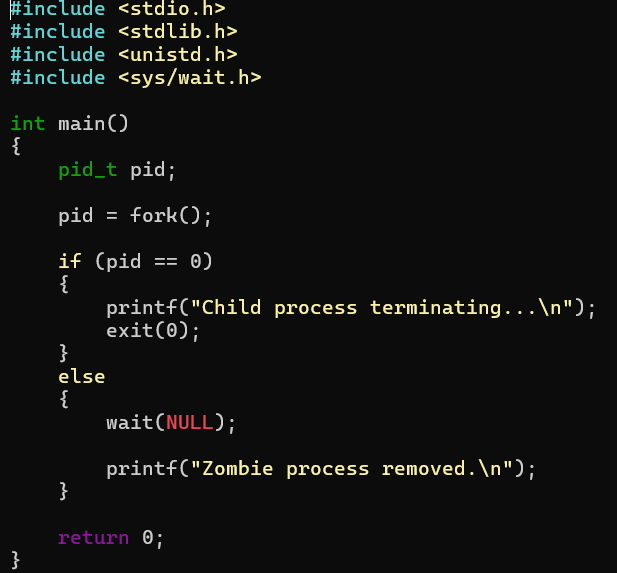 #include <stdio.h>
#include <stdlib.h>
#include <unistd.h>
#include <sys/wait.h>

int main()
{
    pid_t pid;

    pid = fork();

    if (pid == 0)
    {
        printf("Child process terminating...\n");
        exit(0);
    }
    else
    {
        wait(NULL);

        printf("Zombie process removed.\n");
    }

    return 0;
}